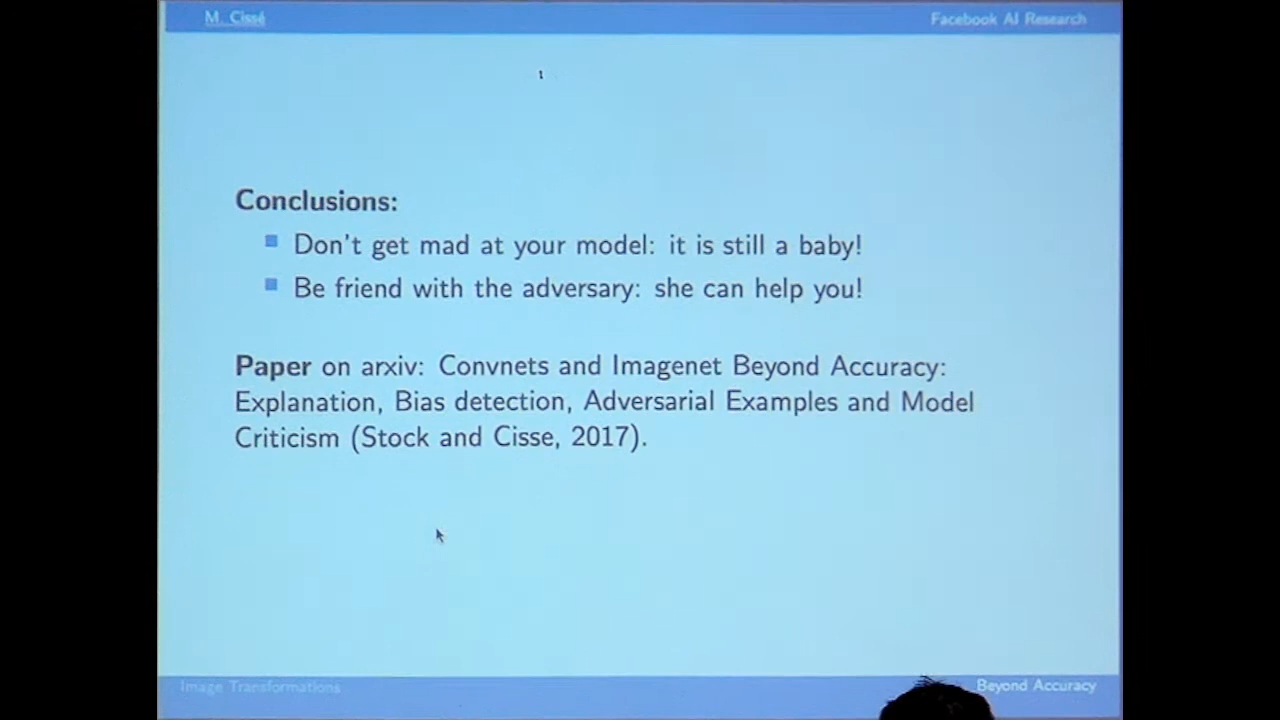 M. Cissé
Facebook AI Research
Conclusions:
Don't get mad at your model: it is still a baby!
Be friend with the adversary: she can help you!
Paper on arxiv: Convnets and Imagenet Beyond Accuracy:
Explanation, Bias detection, Adversarial Examples and Model
Criticism (Stock and Cisse, 2017).
Image Transformations
Beyond Accuracy